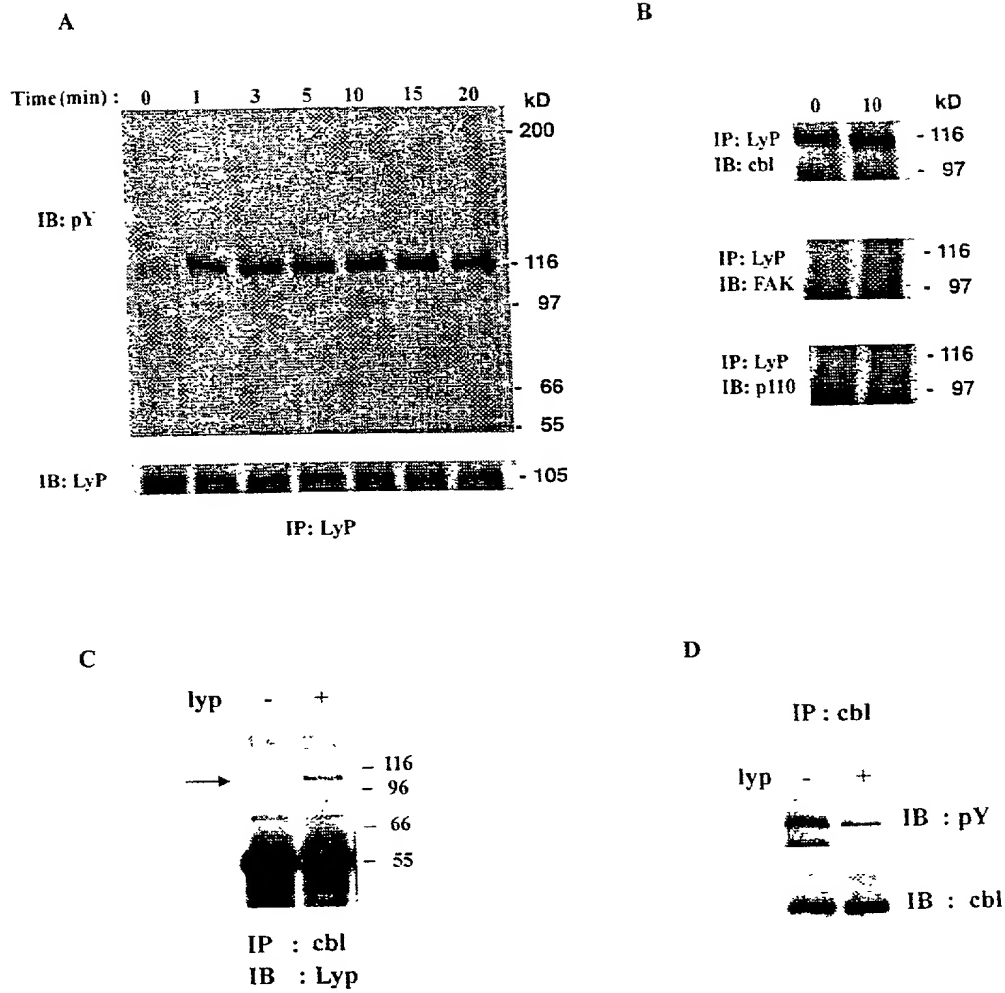 A
Time (min) : 0 1 3 5 10 15 20 kD
- 200
IB: pY
- 116
- 97
- 66
- 55
IB: LyP - 105
IP: LyP
B
0 10 kD
IP: LyP - 116
IB: cbl - 97
IP: LyP - 116
IB: FAK - 97
IP: LyP - 116
IB: p110 - 97
C
lyp - +
- 116
- 96
- 66
- 55
IP : cbl
IB : Lyp
D
IP : cbl
lyp - +
IB : pY
IB : cbl